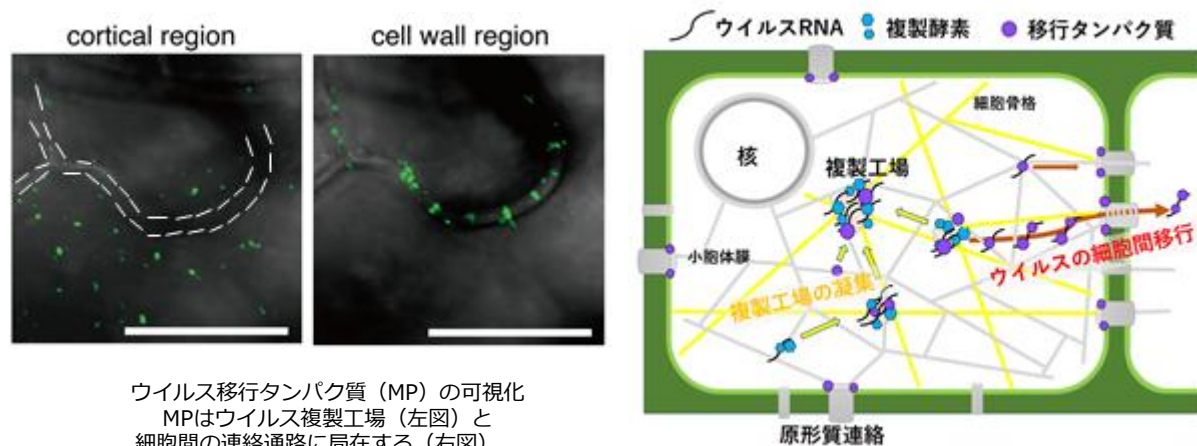 cortical region
cell wall region
ウイルス移行タンパク質（MP）の可視化
MPはウイルス複製工場（左図）と
細胞間の連絡通路に局在する（右図）
ウイルスRNA
複製酵素
移行タンパク質
細胞骨格
核
複製工場
小胞体膜
ウイルスの細胞間移行
複製工場の凝集
原形質連絡